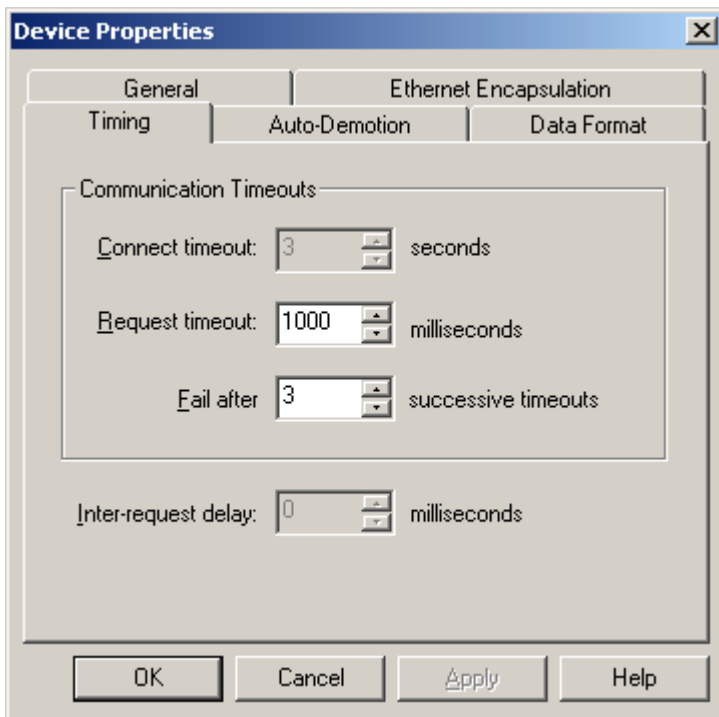 Device Properties
General Ethernet Encapsulation
Timing Auto-Demotion Data Format
Communication Timeouts
Connect timeout: 3 seconds
Request timeout: 1000 milliseconds
Fail after 3 successive timeouts
Inter-request delay: 0 milliseconds
OK Cancel Apply Help